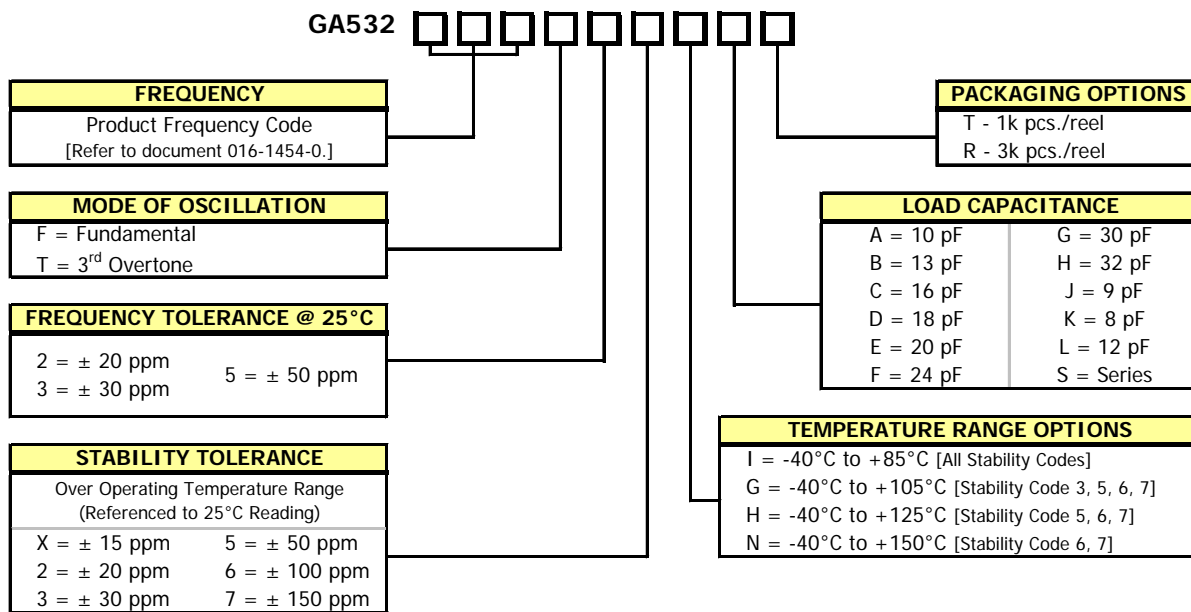 GA532
FREQUENCY
Product Frequency Code
[Refer to document 016-1454-0.]
MODE OF OSCILLATION
F = Fundamental
T = 3rd Overtone
FREQUENCY TOLERANCE @ 25°C
2 = ± 20 ppm
3 = ± 30 ppm
5 = ± 50 ppm
STABILITY TOLERANCE
Over Operating Temperature Range
(Referenced to 25°C Reading)
X = ± 15 ppm
2 = ± 20 ppm
3 = ± 30 ppm
5 = ± 50 ppm
6 = ± 100 ppm
7 = ± 150 ppm
PACKAGING OPTIONS
T - 1k pcs./reel
R - 3k pcs./reel
LOAD CAPACITANCE
A = 10 pF
B = 13 pF
C = 16 pF
D = 18 pF
E = 20 pF
F = 24 pF
G = 30 pF
H = 32 pF
J = 9 pF
K = 8 pF
L = 12 pF
S = Series
TEMPERATURE RANGE OPTIONS
I = -40°C to +85°C [All Stability Codes]
G = -40°C to +105°C [Stability Code 3, 5, 6, 7]
H = -40°C to +125°C [Stability Code 5, 6, 7]
N = -40°C to +150°C [Stability Code 6, 7]